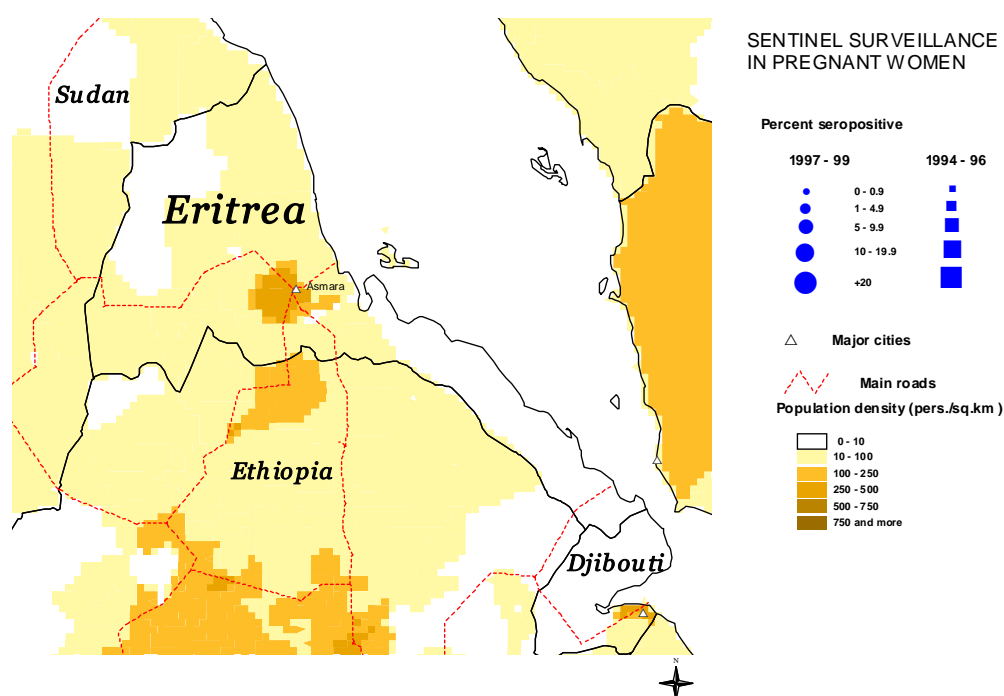 SENTINEL SURVEILLANCE
IN PREGNANT WOMEN
Sudan
Eritrea
Asmara
Ethiopia
Djibouti
Percent seropositive
1997 - 99 1994 - 96
0 - 0.9
1 - 4.9
5 - 9.9
10 - 19.9
+20
Major cities
Main roads
Population density (pers./sq.km )
0 - 10
10 - 100
100 - 250
250 - 500
500 - 750
750 and more
N